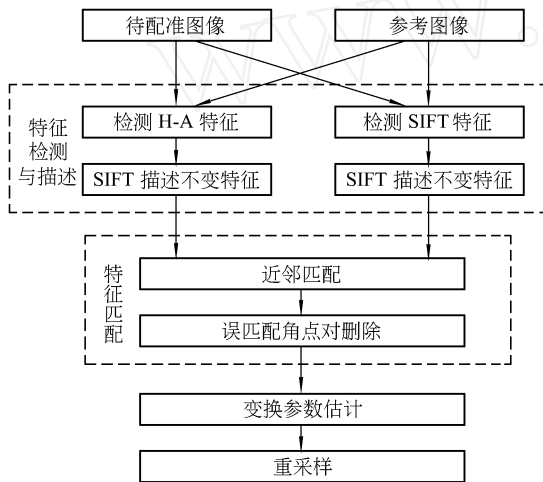 待配准图像
参考图像
特征
检测
与描述
检测 H-A 特征
检测 SIFT 特征
SIFT 描述不变特征
SIFT 描述不变特征
特征匹配
近邻匹配
误匹配角点对删除
变换参数估计
重采样
www.